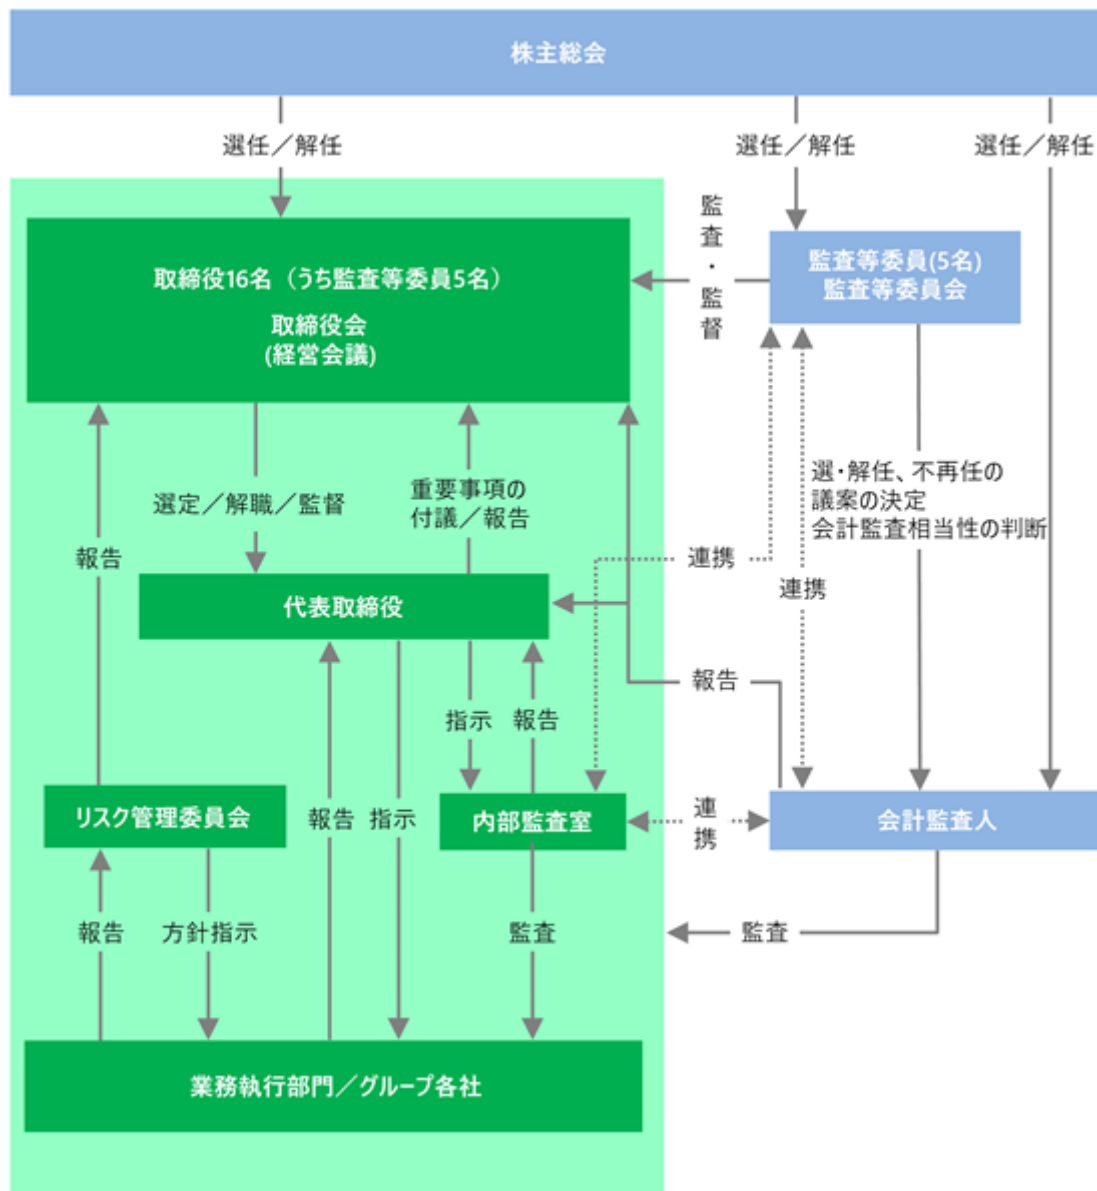 株主総会
選任／解任
選任／解任
選任／解任
取締役16名（うち監査等委員5名）
取締役会
(経営会議)
監査・監督
監査等委員(5名)
監査等委員会
選定／解職／監督
重要事項の
付議／報告
報告
選・解任、不再任の
議案の決定
会計監査相当性の判断
連携
連携
代表取締役
報告
指示
報告
リスク管理委員会
報告
指示
内部監査室
連携
会計監査人
報告
方針指示
監査
監査
業務執行部門／グループ各社